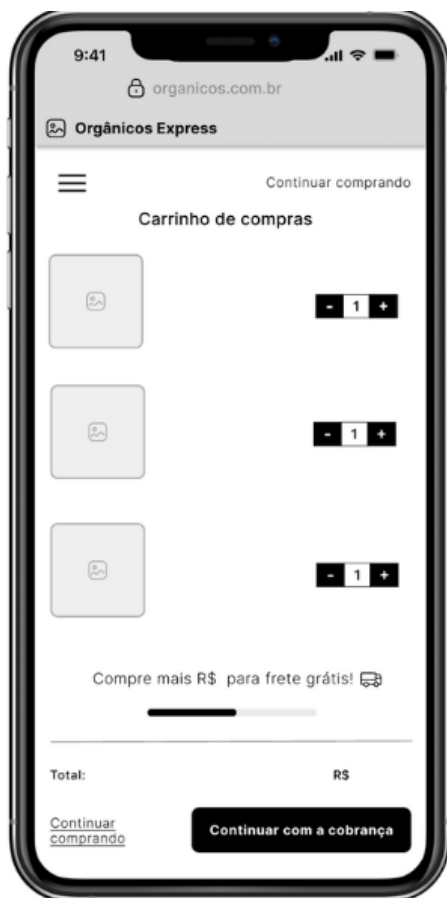 9:41
organicos.com.br
Orgânicos Express
Continuar comprando
Carrinho de compras
- 1 +
- 1 +
- 1 +
Compre mais R$ para frete grátis!
Total: R$
Continuar
comprando
Continuar com a cobrança